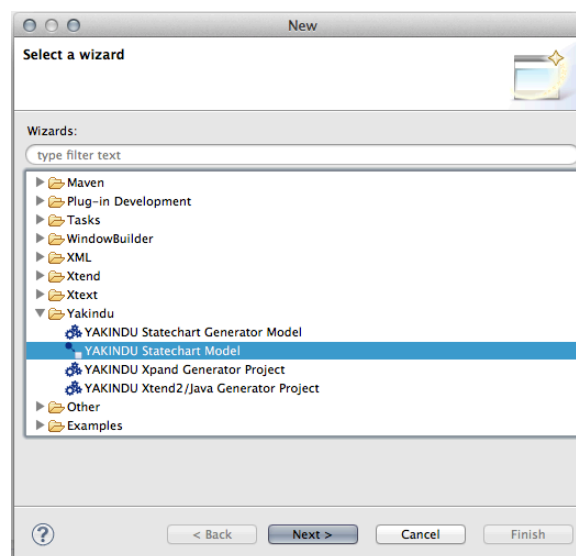 New
Select a wizard
Wizards:
type filter text
Maven
Plug-in Development
Tasks
WindowBuilder
XML
Xtend
Xtext
Yakindu
YAKINDU Statechart Generator Model
YAKINDU Statechart Model
YAKINDU Xpand Generator Project
YAKINDU Xtend2/Java Generator Project
Other
Examples
? < Back Next > Cancel Finish